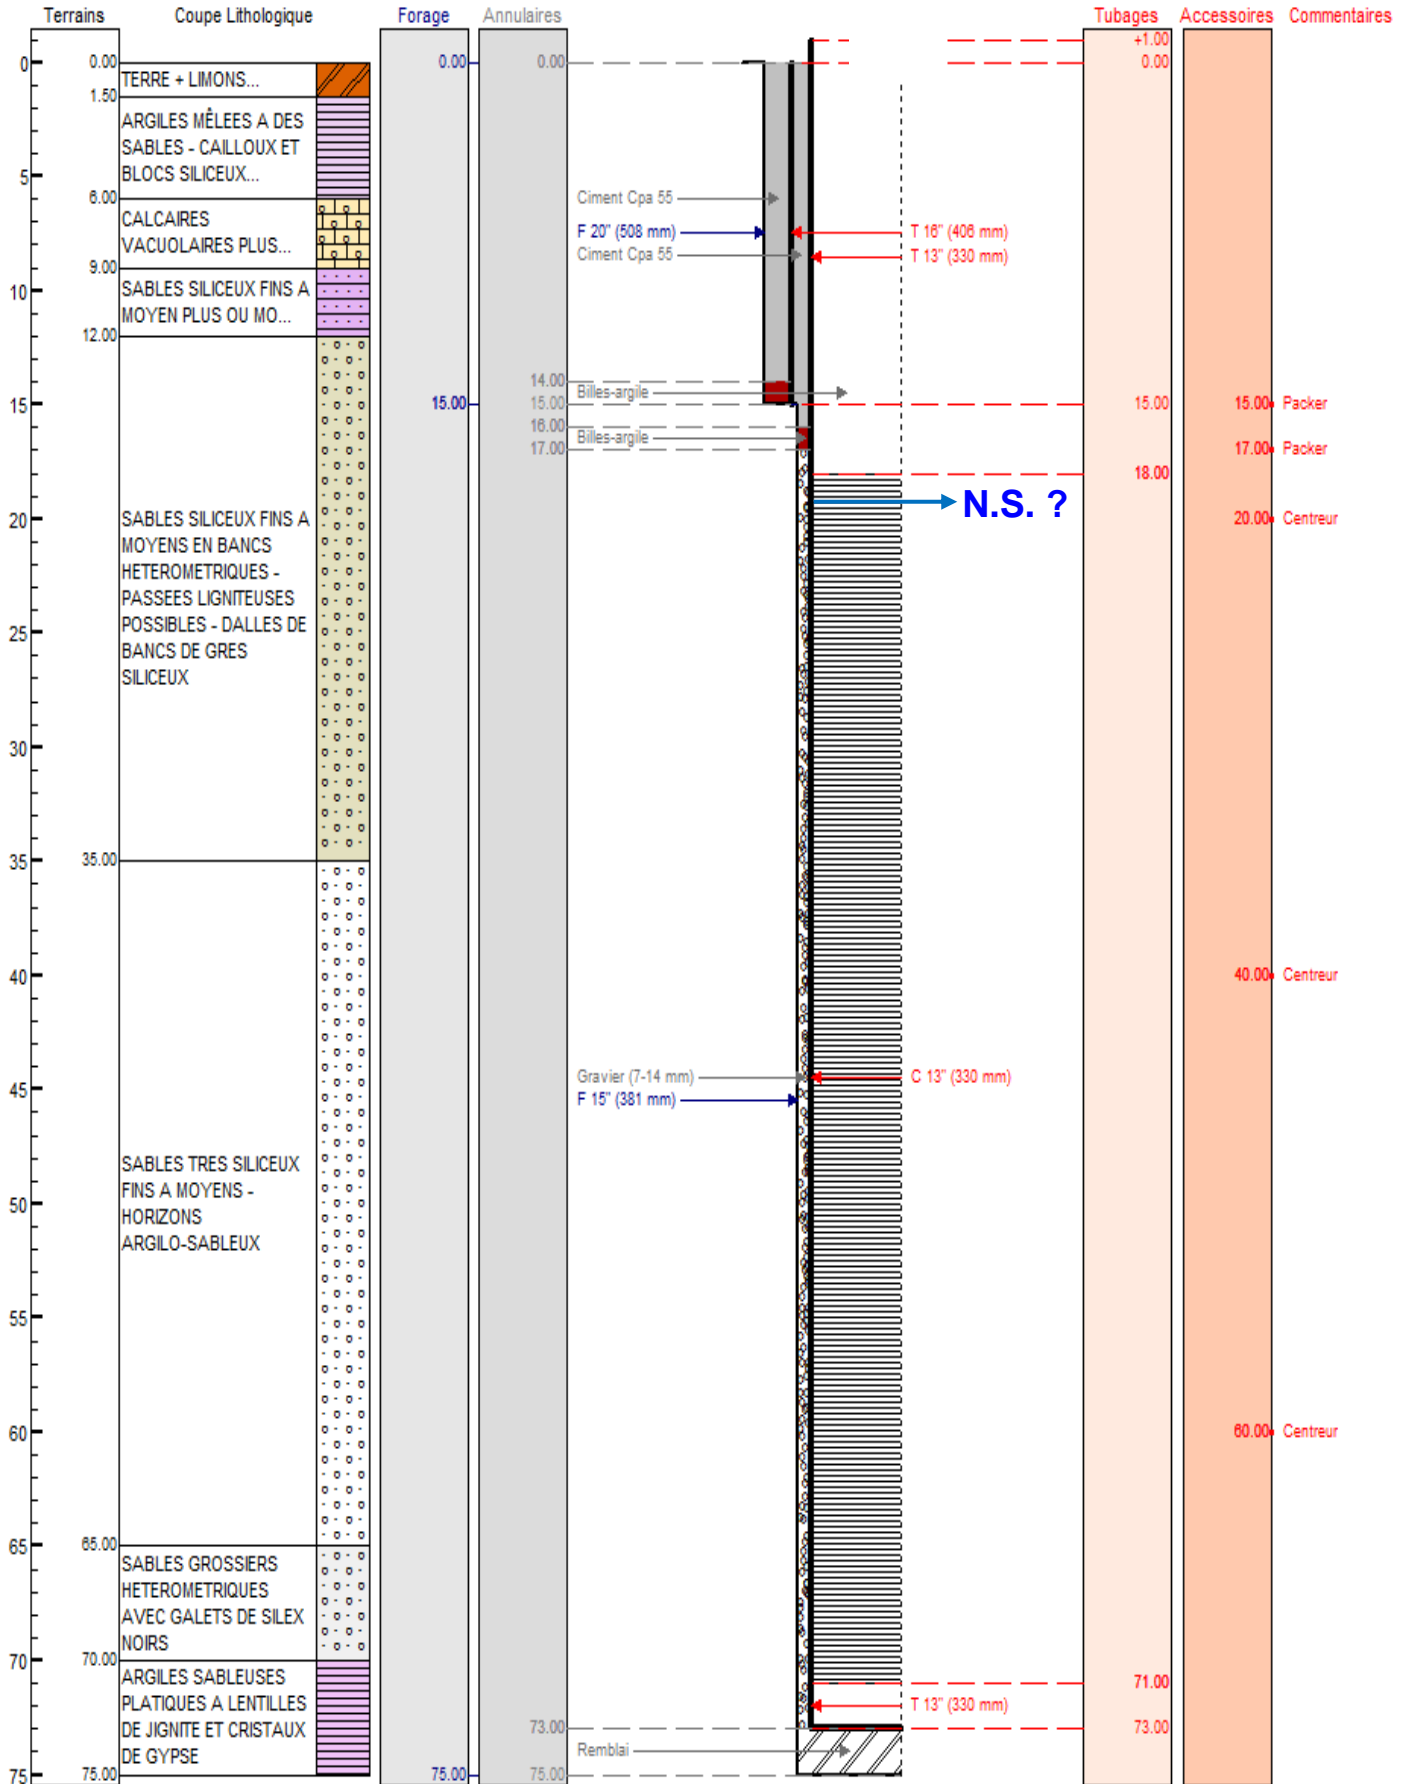 Terrains
Coupe Lithologique
Forage
Annulaires
Tubages
Accessoires
Commentaires
+1.00
0
0.00
0.00
0.00
0.00
TERRE + LIMONS...
1.50
ARGILES MÊLEES A DES
SABLES - CAILLOUX ET
BLOCS SILICEUX...
5
6.00
Ciment Cpa 55
CALCAIRES
VACUOLAIRES PLUS...
F 20" (508 mm)
T 16" (406 mm)
Ciment Cpa 55
T 13" (330 mm)
9.00
SABLES SILICEUX FINS A
MOYEN PLUS OU MO...
10
12.00
14.00
Billes-argile
15
15.00
15.00
15.00
15.00
Packer
16.00
Billes-argile
17.00
17.00
Packer
18.00
N.S. ?
20
20.00
Centreur
SABLES SILICEUX FINS A
MOYENS EN BANCS
HETEROMETRIQUES -
PASSEES LIGNITEUSES
POSSIBLES - DALLES DE
BANCS DE GRES
SILICEUX
25
30
35
35.00
40
40.00
Centreur
Gravier (7-14 mm)
C 13" (330 mm)
45
F 15" (381 mm)
SABLES TRES SILICEUX
FINS A MOYENS -
HORIZONS
ARGILO-SABLEUX
50
55
60
60.00
Centreur
65
65.00
SABLES GROSSIERS
HETEROMETRIQUES
AVEC GALETS DE SILEX
NOIRS
70
70.00
ARGILES SABLEUSES
PLATIQUES A LENTILLES
DE JIGNITE ET CRISTAUX
DE GYPSE
71.00
T 13" (330 mm)
73.00
73.00
Remblai
75
75.00
75.00
75.00